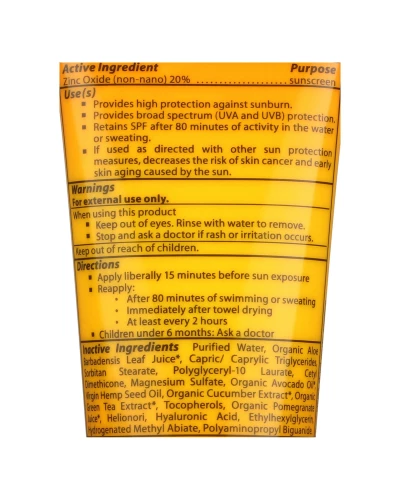 Active Ingredient Purpose
Zinc Oxide (non-nano) 20% ........................ sunscreen
Use(s)
▪ Provides high protection against sunburn.
▪ Provides broad spectrum (UVA and UVB) protection.
▪ Retains SPF after 80 minutes of activity in the water
or sweating.
▪ If used as directed with other sun protection
measures, decreases the risk of skin cancer and early
skin aging caused by the sun.
Warnings
For external use only.
When using this product
▪ Keep out of eyes. Rinse with water to remove.
▪ Stop and ask a doctor if rash or irritation occurs.
Keep out of reach of children.
Directions
▪ Apply liberally 15 minutes before sun exposure
▪ Reapply:
• After 80 minutes of swimming or sweating
• Immediately after towel drying
• At least every 2 hours
▪ Children under 6 months: Ask a doctor
Inactive Ingredients Purified Water, Organic Aloe
Barbadensis Leaf Juice*, Capric/ Caprylic Triglycerides,
Sorbitan Stearate, Polyglyceryl-10 Laurate, Cetyl
Dimethicone, Magnesium Sulfate, Organic Avocado Oil*,
Virgin Hemp Seed Oil, Organic Cucumber Extract*, Organic
Green Tea Extract*, Tocopherols, Organic Pomegranate
Juice*, Helionori, Hyaluronic Acid, Ethylhexylglycerin,
Hydrogenated Methyl Abiate, Polyaminopropyl Biguanide.